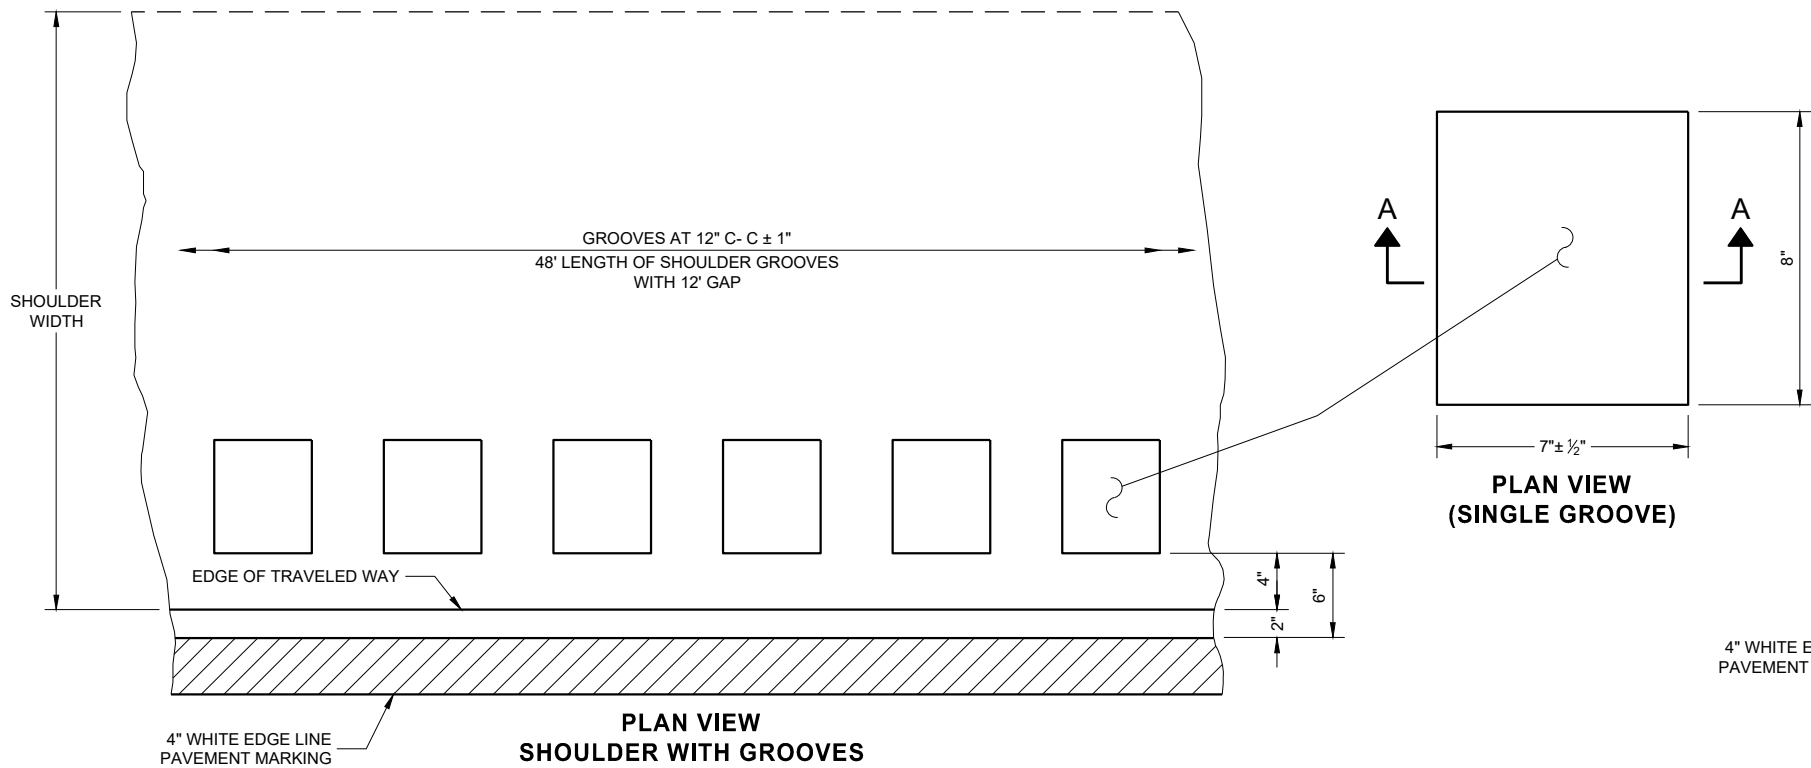 GROOVES AT 12" C- C ± 1"
48' LENGTH OF SHOULDER GROOVES
WITH 12' GAP
SHOULDER
WIDTH
EDGE OF TRAVELED WAY
4"
6"
2"
4" WHITE EDGE LINE
PAVEMENT MARKING
PLAN VIEW
SHOULDER WITH GROOVES
A
A
8"
7"± ½"
PLAN VIEW
(SINGLE GROOVE)
4" WHITE E
PAVEMENT